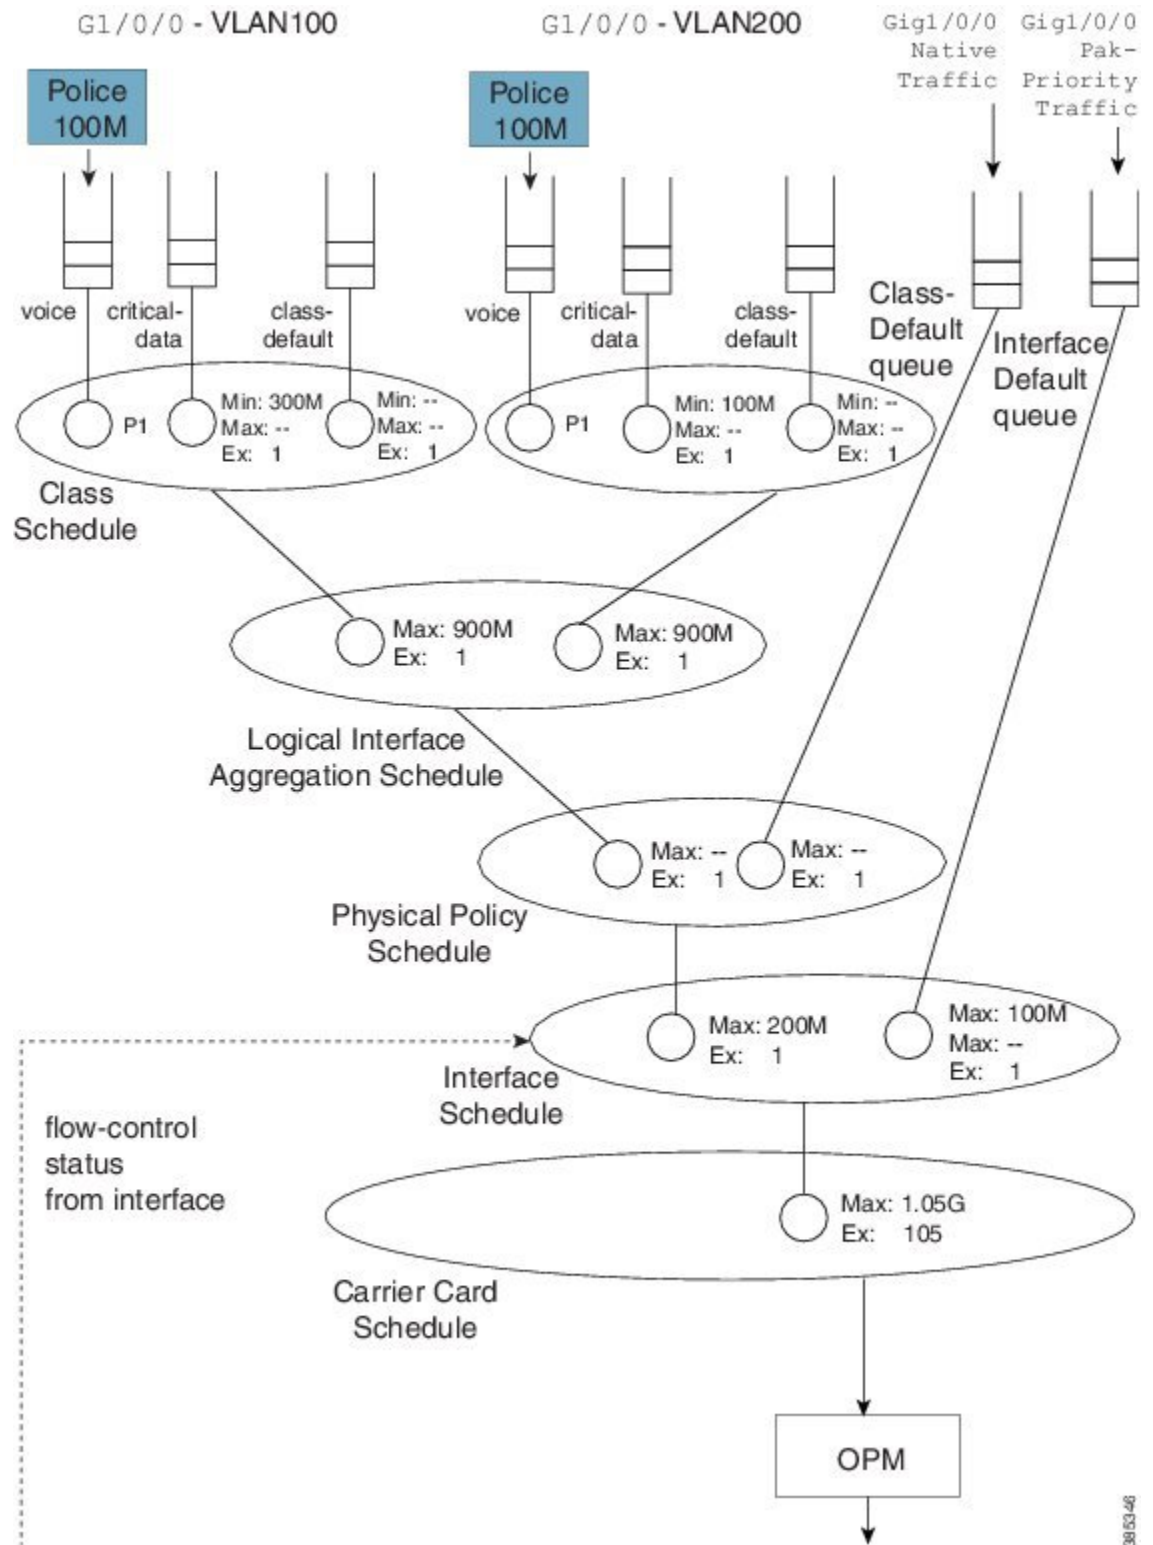 G1/0/0 - VLAN100
G1/0/0 - VLAN200
Gig1/0/0
Native
Traffic
Gig1/0/0
Pak-
Priority
Traffic
Police
100M
Police
100M
voice
critical-
data
class-
default
voice
critical-
data
class-
default
Class-
Default
queue
Interface
Default
queue
P1
Min: 300M
Max: --
Ex: 1
Min: --
Max: --
Ex: 1
P1
Min: 100M
Max: --
Ex: 1
Min: --
Max: --
Ex: 1
Class
Schedule
Max: 900M
Ex: 1
Max: 900M
Ex: 1
Logical Interface
Aggregation Schedule
Max: --
Ex: 1
Max: --
Ex: 1
Physical Policy
Schedule
Max: 200M
Ex: 1
Max: 100M
Max: --
Ex: 1
Interface
Schedule
flow-control
status
from interface
Max: 1.05G
Ex: 105
Carrier Card
Schedule
OPM
385346